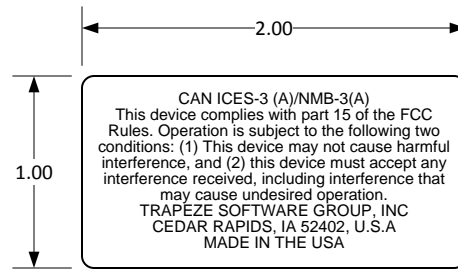 2.00
1.00
CAN ICES-3 (A)/NMB-3(A)
This device complies with part 15 of the FCC
Rules. Operation is subject to the following two
conditions: (1) This device may not cause harmful
interference, and (2) this device must accept any
interference received, including interference that
may cause undesired operation.
TRAPEZE SOFTWARE GROUP, INC
CEDAR RAPIDS, IA 52402, U.S.A
MADE IN THE USA